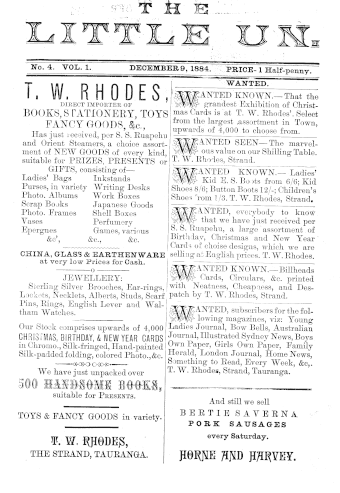 THE
LITTLE UN.
No. 4. VOL. 1. DECEMBER 9, 1884. PRICE-1 Half-penny.
T. W. RHODES,
DIRECT IMPORTER OF
BOOKS, STATIONERY, TOYS
FANCY GOODS, &c.,
Has just received, per S.S. Ruapehu
and Orient Steamers, a choice assort-
ment of NEW GOODS of every kind,
suitable for PRIZES, PRESENTS or
GIFTS, consisting of—
Ladies' Bags Inkstands
Purses, in variety Writing Desks
Photo. Albums Work Boxes
Scrap Books Japanese Goods
Photo. Frames Shell Boxes
Vases Perfumery
Epergnes Games, various
&c', &c., &c.
CHINA, GLASS & EARTHENWARE
at very low Prices for Cash.
JEWELLERY:
Sterling Silver Brooches, Ear-rings,
Lockets, Necklets, Alberts, Studs, Scarf
Pins, Rings, English Lever and Wal-
tham Watches.
Our Stock comprises upwards of 4,000
CHRISTMAS, BIRTHDAY, & NEW YEAR CARDS
in Chromo, Silk-fringed, Hand-painted
Silk-padded folding, colored Photo., &c.
We have just unpacked over
500 HANDSOME BOOKS,
suitable for PRESENTS.
TOYS & FANCY GOODS in variety.
T. W. RHODES,
THE STRAND, TAURANGA.
WANTED.
WANTED KNOWN.—That the
grandest Exhibition of Christ-
mas Cards is at T. W. Rhodes'. Select
from the largest assortment in Town,
upwards of 4,000 to choose from.
WANTED SEEN—The marvel-
ous value on our Shilling Table.
T. W. Rhodes, Strand.
WANTED KNOWN.—Ladies'
Kid E. S. Boots from 6/6; Kid
Shoes 8/6; Button Boots 12/-; Children's
Shoes from 1/3. T. W. Rhodes, Strand.
WANTED, everybody to know
that we have just received per
S.S. Ruapehu, a large assortment of
Birthday, Christmas and New Year
Cards of choice designs, which we are
selling at English prices. T. W. Rhodes.
WANTED KNOWN.—Billheads
Cards, Circulars, &c. printed
with Neatness, Cheapness, and Des-
patch by T. W. Rhodes, Strand.
WANTED, subscribers for the fol-
lowing magazines, viz: Young
Ladies Journal, Bow Bells, Australian
Journal, Illustrated Sydney News, Boys
Own Paper, Girls Own Paper, Family
Herald, London Journal, Home News,
Something to Read, Every Week, &c.,
T. W. Rhodes, Strand, Tauranga.
And still we sell
BERTIE SAVERNA
PORK SAUSAGES
every Saturday.
HORNE AND HARVEY.